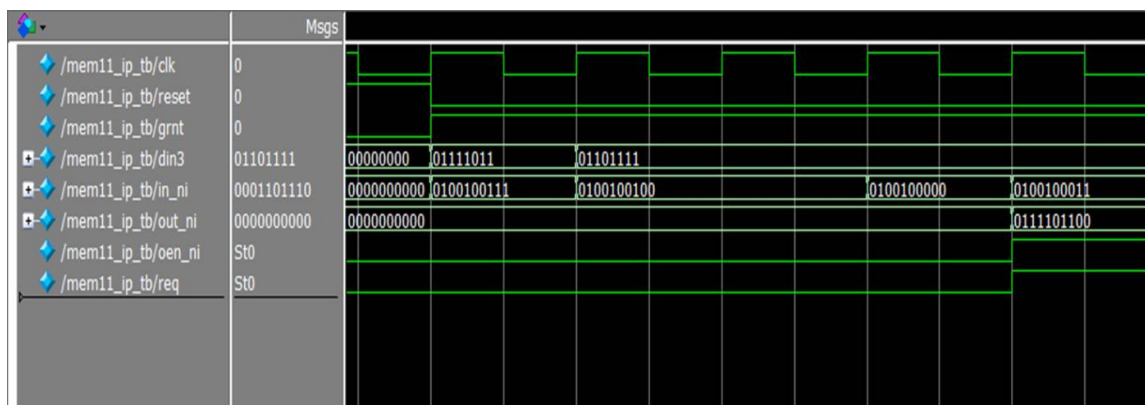 Msgs
/mem11_ip_tb/clk 0
/mem11_ip_tb/reset 0
/mem11_ip_tb/grnt 0
/mem11_ip_tb/din3 01101111 00000000 01111011 01101111
/mem11_ip_tb/in_ni 0001101110 0000000000 0100100111 0100100100 0100100000 0100100011
/mem11_ip_tb/out_ni 0000000000 0000000000 0111101100
/mem11_ip_tb/oen_ni St0
/mem11_ip_tb/req St0